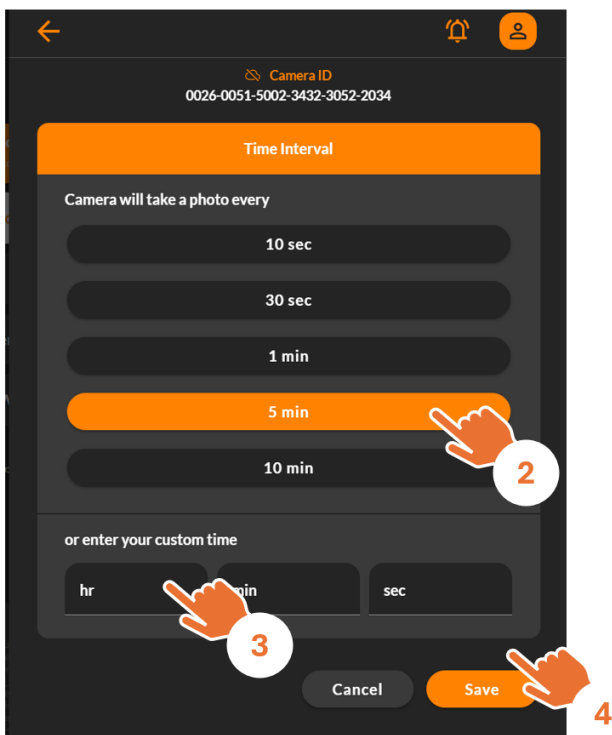 Camera ID
0026-0051-5002-3432-3052-2034
Time Interval
Camera will take a photo every
10 sec
30 sec
1 min
5 min
2
10 min
or enter your custom time
hr
sec
3
Cancel
Save
4